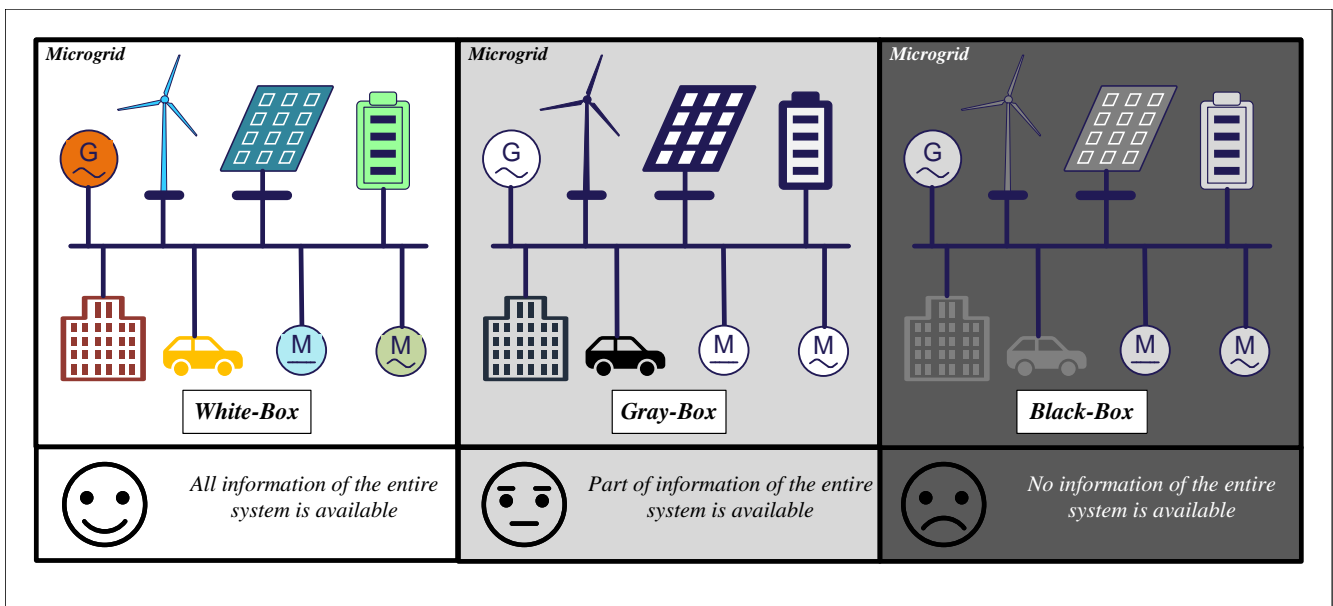 Microgrid
G
M
M
White-Box
All information of the entire
system is available
Microgrid
G
M
M
Gray-Box
Part of information of the entire
system is available
Microgrid
G
M
M
Black-Box
No information of the entire
system is available